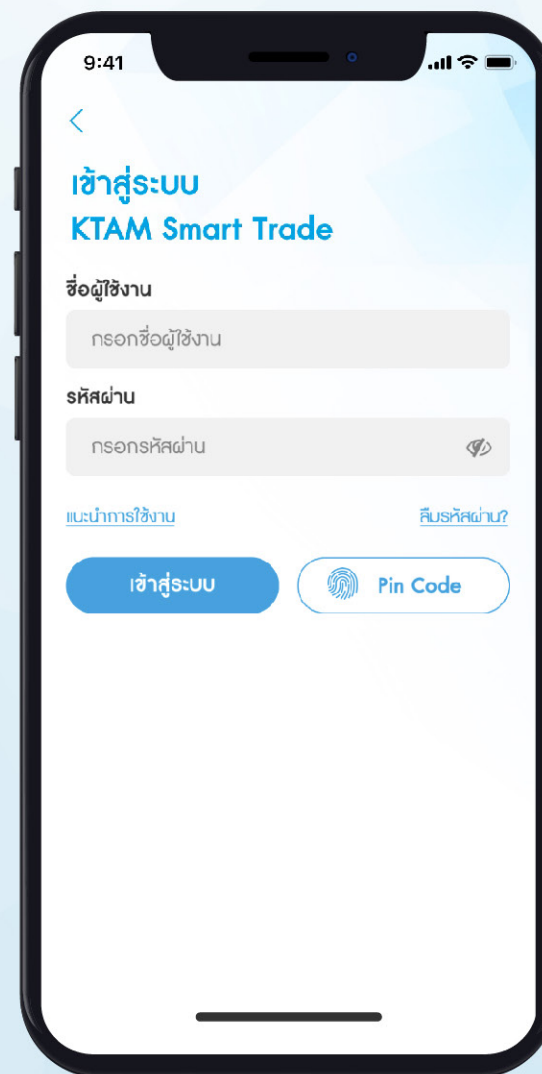 9:41
เข้าสู่ระบบ
KTAM Smart Trade
ชื่อผู้ใช้งาน
กรอกชื่อผู้ใช้งาน
รหัสผ่าน
กรอกรหัสผ่าน
แนะนำการใช้งาน ลืมรหัสผ่าน?
เข้าสู่ระบบ Pin Code